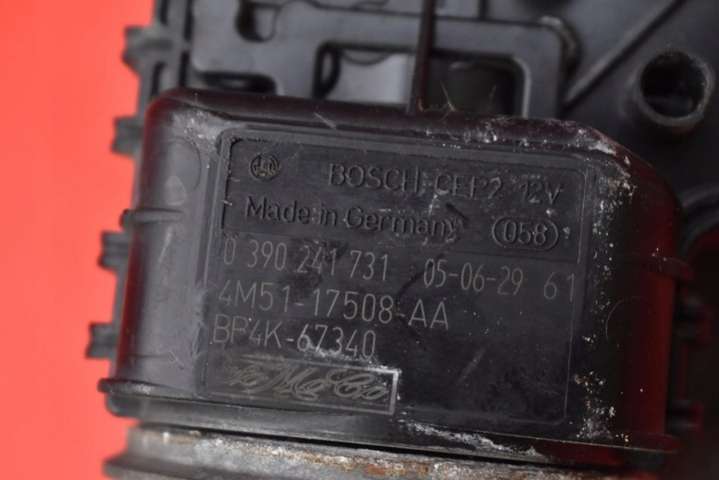 BOSCH CEP2 12V
Made in Germany 058
0 390 241 731 05-06-29 61
4M51-17508-AA
BP4K-67340
FoMoCo